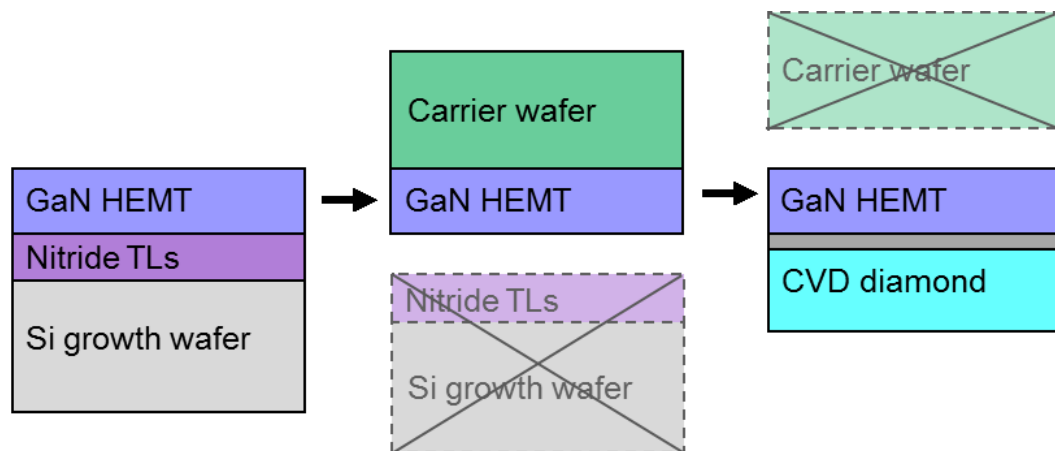 GaN HEMT
Nitride TLs
Si growth wafer
Carrier wafer
GaN HEMT
Nitride TLs
Si growth wafer
Carrier wafer
GaN HEMT
CVD diamond